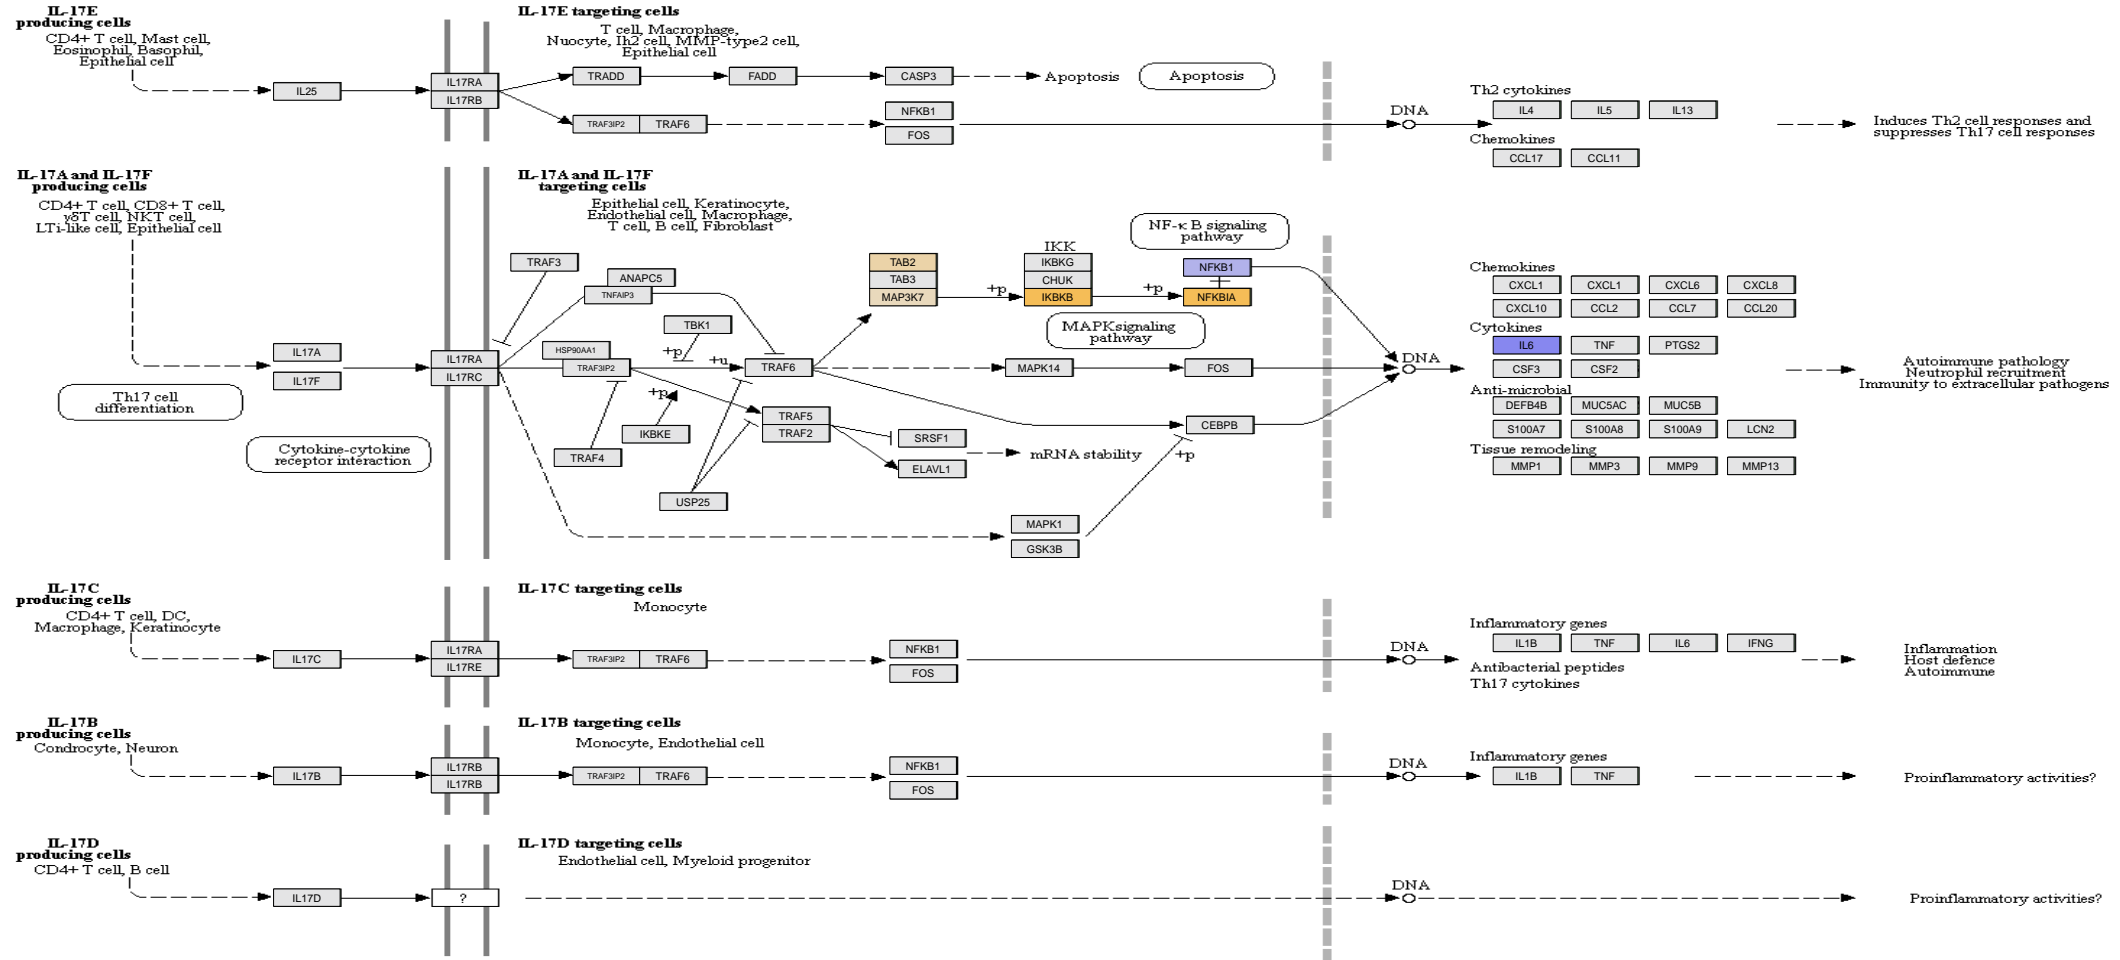 IL-17E
producing cells
CD4+ T cell, Mast cell,
Eosinophil, Basophil,
Epithelial cell
IL25
IL17RA
IL17RB
IL-17E targeting cells
T cell, Macrophage,
Nuocyte, Ih2 cell, MMP-type2 cell,
Epithelial cell
TRADD
FADD
CASP3
Apoptosis
Apoptosis
TRAF3IP2
TRAF6
NFKB1
FOS
DNA
Th2 cytokines
IL4
IL5
IL13
Chemokines
CCL17
CCL11
Induces Th2 cell responses and
suppresses Th17 cell responses
IL-17A and IL-17F
producing cells
CD4+ T cell, CD8+ T cell,
γδT cell, NKT cell,
LTi-like cell, Epithelial cell
IL17A
IL17F
Th17 cell
differentiation
Cytokine-cytokine
receptor interaction
IL17RA
IL17RC
IL-17A and IL-17F
targeting cells
Epithelial cell, Keratinocyte,
Endothelial cell, Macrophage,
T cell, B cell, Fibroblast
TRAF3
ANAPC5
TNFAIP3
TBK1
HSP90AA1
TRAF3IP2
+p
+u
TRAF6
+p
IKBKE
TRAF4
USP25
TRAF5
TRAF2
SRSF1
ELAVL1
mRNA stability
TAB2
TAB3
MAP3K7
+p
IKK
IKBKG
CHUK
IKBKB
+p
NF-κ B signaling
pathway
NFKB1
NFKBIA
MAPKsignaling
pathway
MAPK14
FOS
CEBPB
+p
MAPK1
GSK3B
DNA
Chemokines
CXCL1
CXCL1
CXCL6
CXCL8
CXCL10
CCL2
CCL7
CCL20
Cytokines
IL6
TNF
PTGS2
CSF3
CSF2
Anti-microbial
DEFB4B
MUC5AC
MUC5B
S100A7
S100A8
S100A9
LCN2
Tissue remodeling
MMP1
MMP3
MMP9
MMP13
Autoimmune pathology
Neutrophil recruitment
Immunity to extracellular pathogens
IL-17C
producing cells
CD4+ T cell, DC,
Macrophage, Keratinocyte
IL17C
IL17RA
IL17RE
IL-17C targeting cells
Monocyte
TRAF3IP2
TRAF6
NFKB1
FOS
DNA
Inflammatory genes
IL1B
TNF
IL6
IFNG
Antibacterial peptides
Th17 cytokines
Inflammation
Host defence
Autoimmune
IL-17B
producing cells
Condrocyte, Neuron
IL17B
IL17RB
IL17RB
IL-17B targeting cells
Monocyte, Endothelial cell
TRAF3IP2
TRAF6
NFKB1
FOS
DNA
Inflammatory genes
IL1B
TNF
Proinflammatory activities?
IL-17D
producing cells
CD4+ T cell, B cell
IL17D
?
IL-17D targeting cells
Endothelial cell, Myeloid progenitor
DNA
Proinflammatory activities?